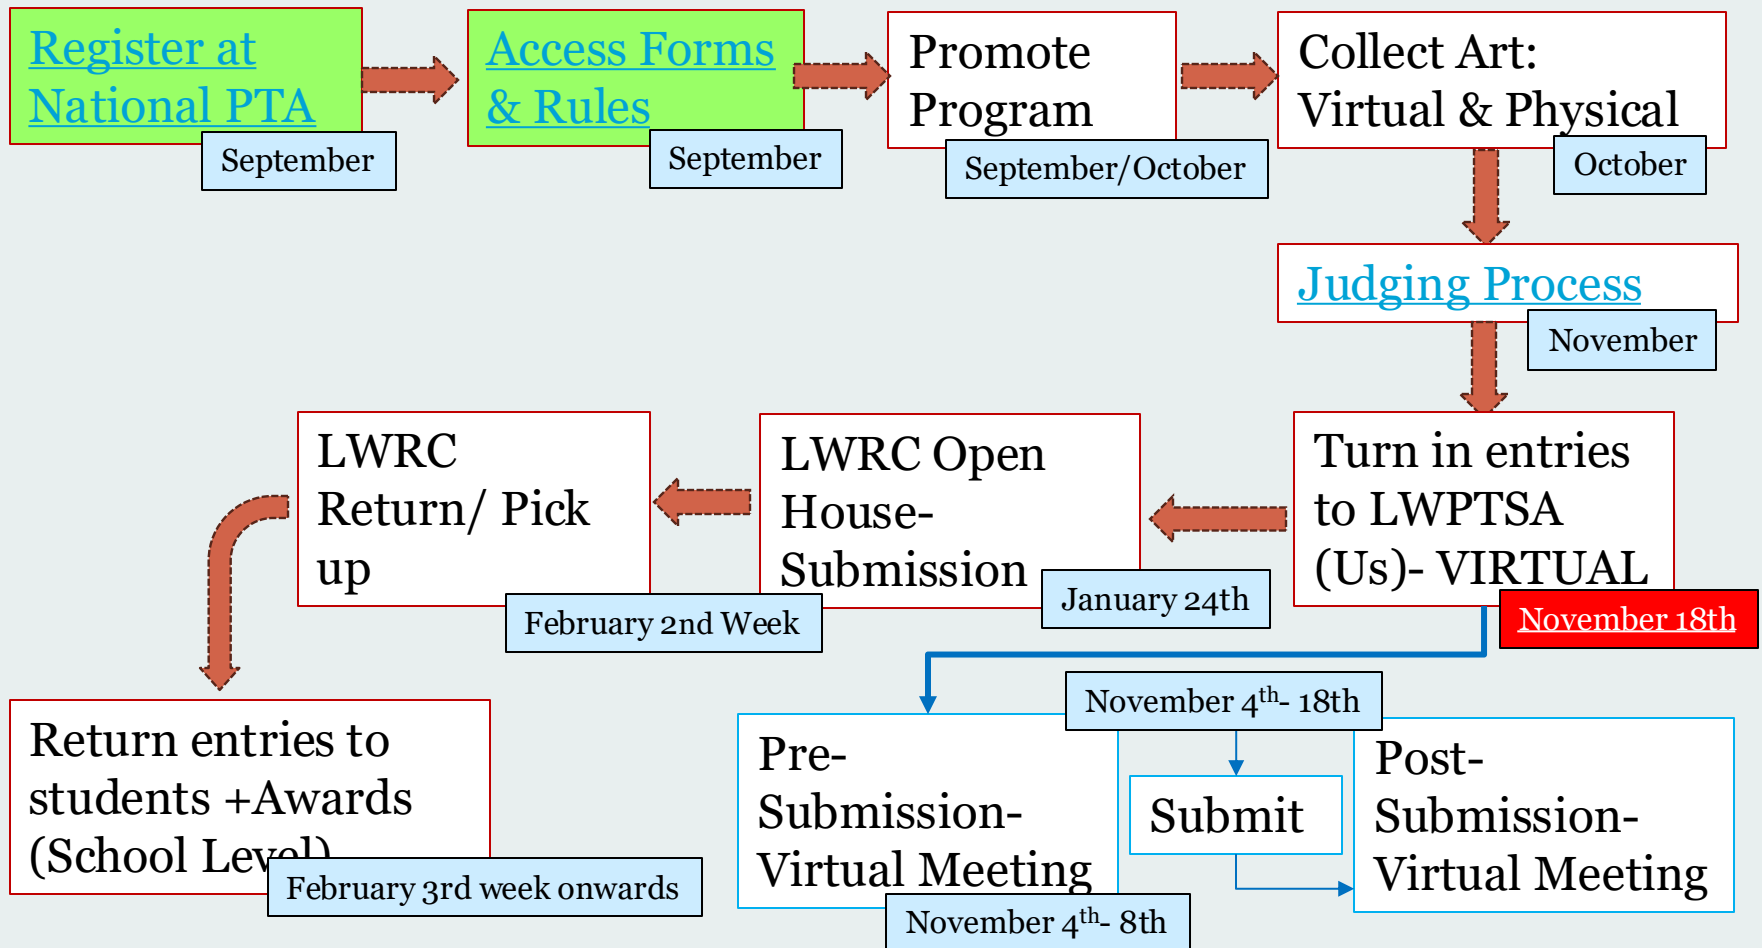 Register at
National PTA
September
Access Forms
& Rules
September
Promote
Program
September/October
Collect Art:
Virtual & Physical
October
Judging Process
November
Turn in entries
to LWPTSA
(Us)- VIRTUAL
November 18th
LWRC Open
House-
Submission
January 24th
LWRC
Return/ Pick
up
February 2nd Week
Return entries to
students +Awards
(School Level)
February 3rd week onwards
Pre-
Submission-
Virtual Meeting
November 4th- 8th
November 4th- 18th
Submit
Post-
Submission-
Virtual Meeting